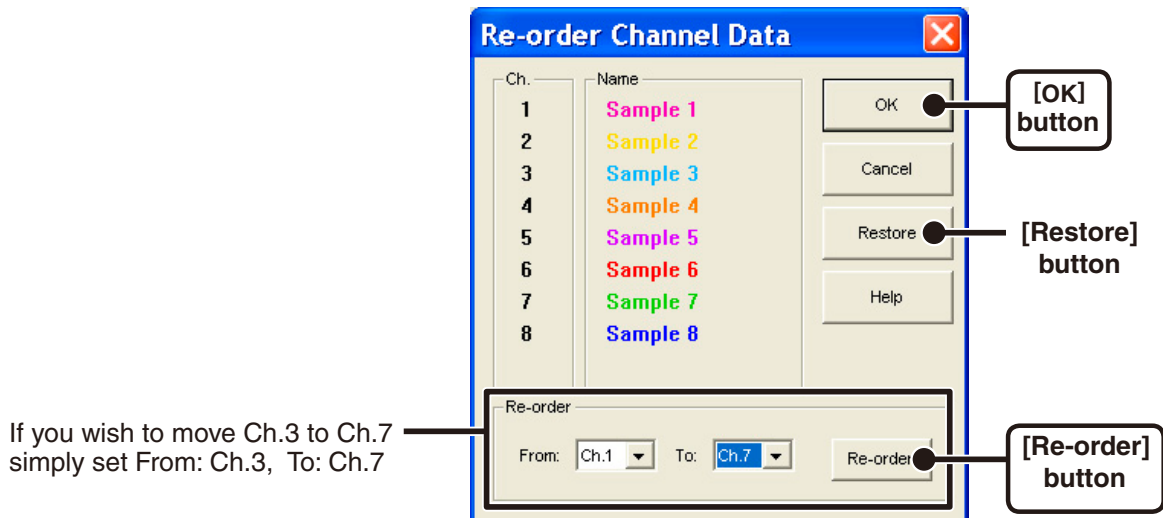 Re-order Channel Data
Ch.
Name
1 Sample 1
2 Sample 2
3 Sample 3
4 Sample 4
5 Sample 5
6 Sample 6
7 Sample 7
8 Sample 8
OK
Cancel
Restore
Help
[OK]
button
[Restore]
button
Re-order
From: Ch.1 To: Ch.7 Re-order
If you wish to move Ch.3 to Ch.7
simply set From: Ch.3, To: Ch.7
[Re-order]
button